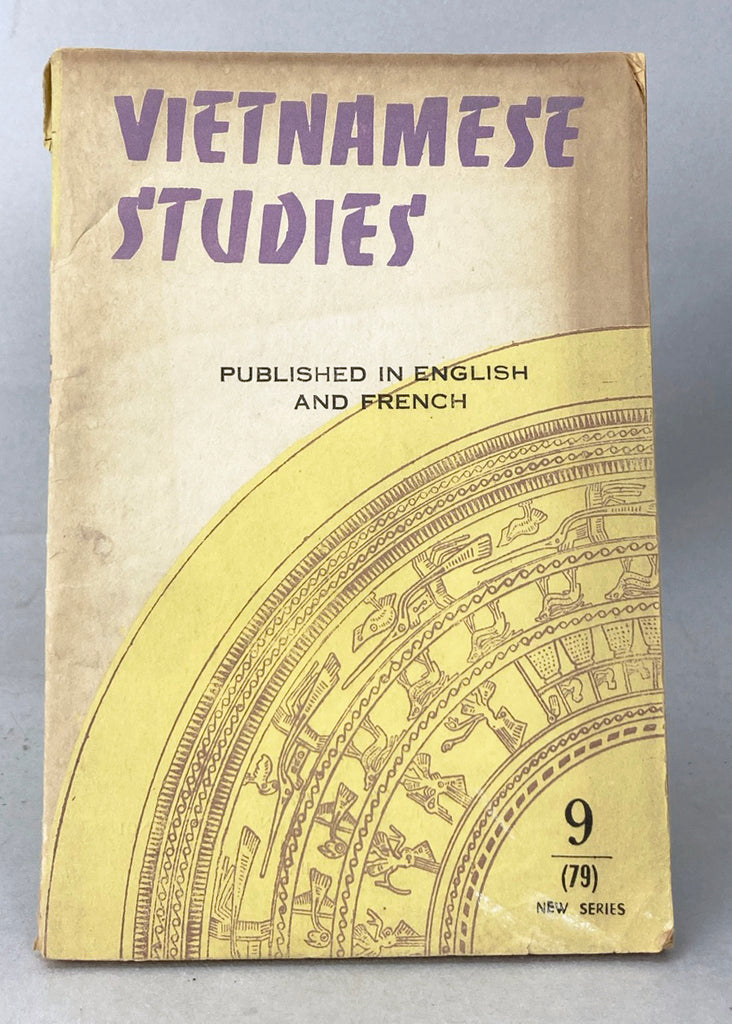 VIETNAMESE
STUDIES
PUBLISHED IN ENGLISH
AND FRENCH
9
(79)
NEW SERIES